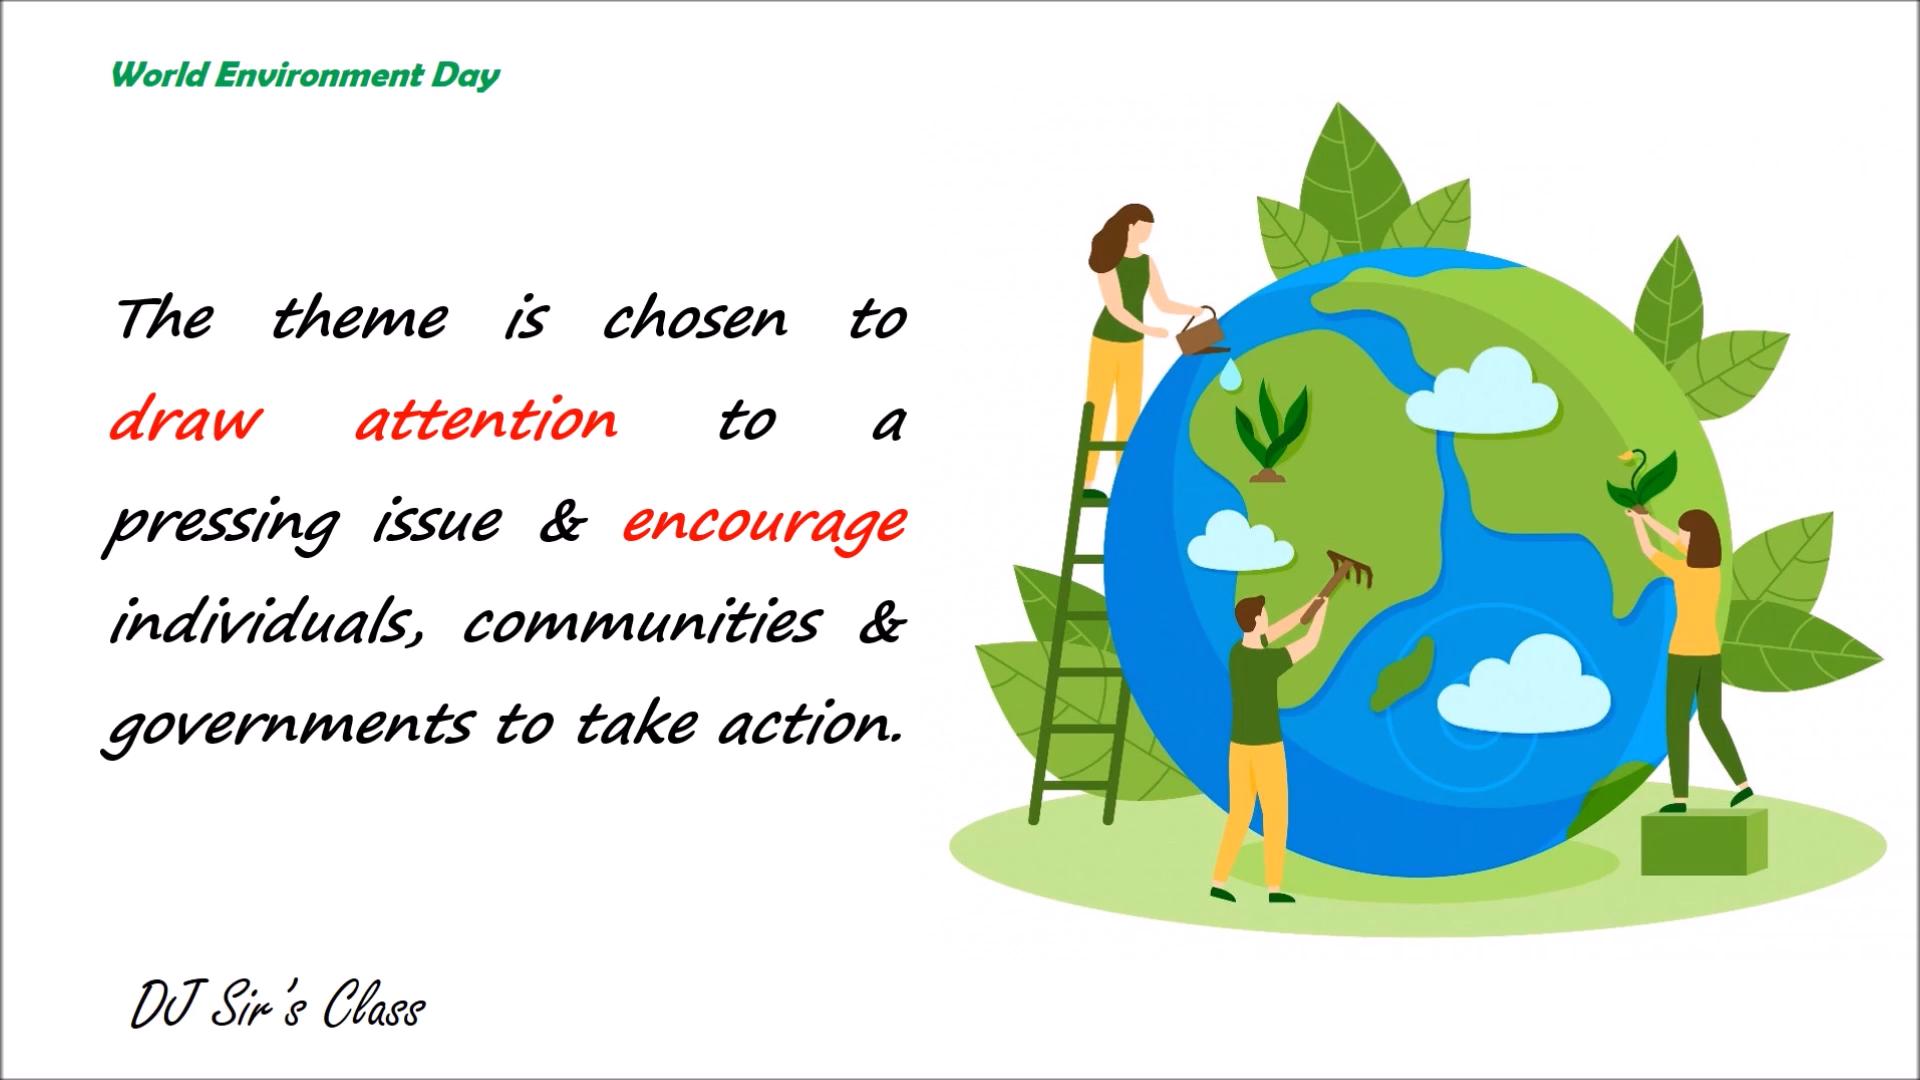 World Environment Day
The theme is chosen to
draw attention to a
pressing issue & encourage
individuals, communities &
governments to take action.
DJ Sir's Class